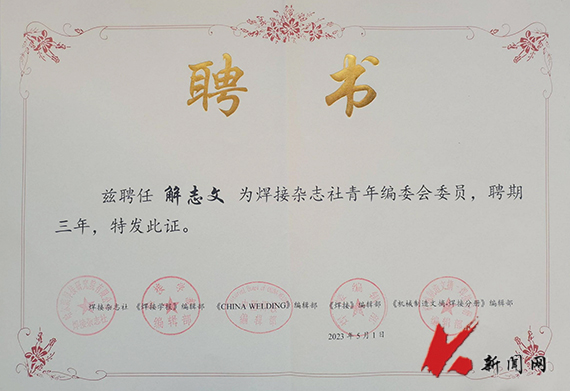 聘 书
兹聘任 解志文 为焊接杂志社青年编委会委员，聘期
三年，特发此证。
焊接杂志社 《焊接学报》编辑部 《CHINA WELDING》编辑部 《焊接》编辑部 《机械制造文摘-焊接分册》编辑部
2023年5月1日
新闻网